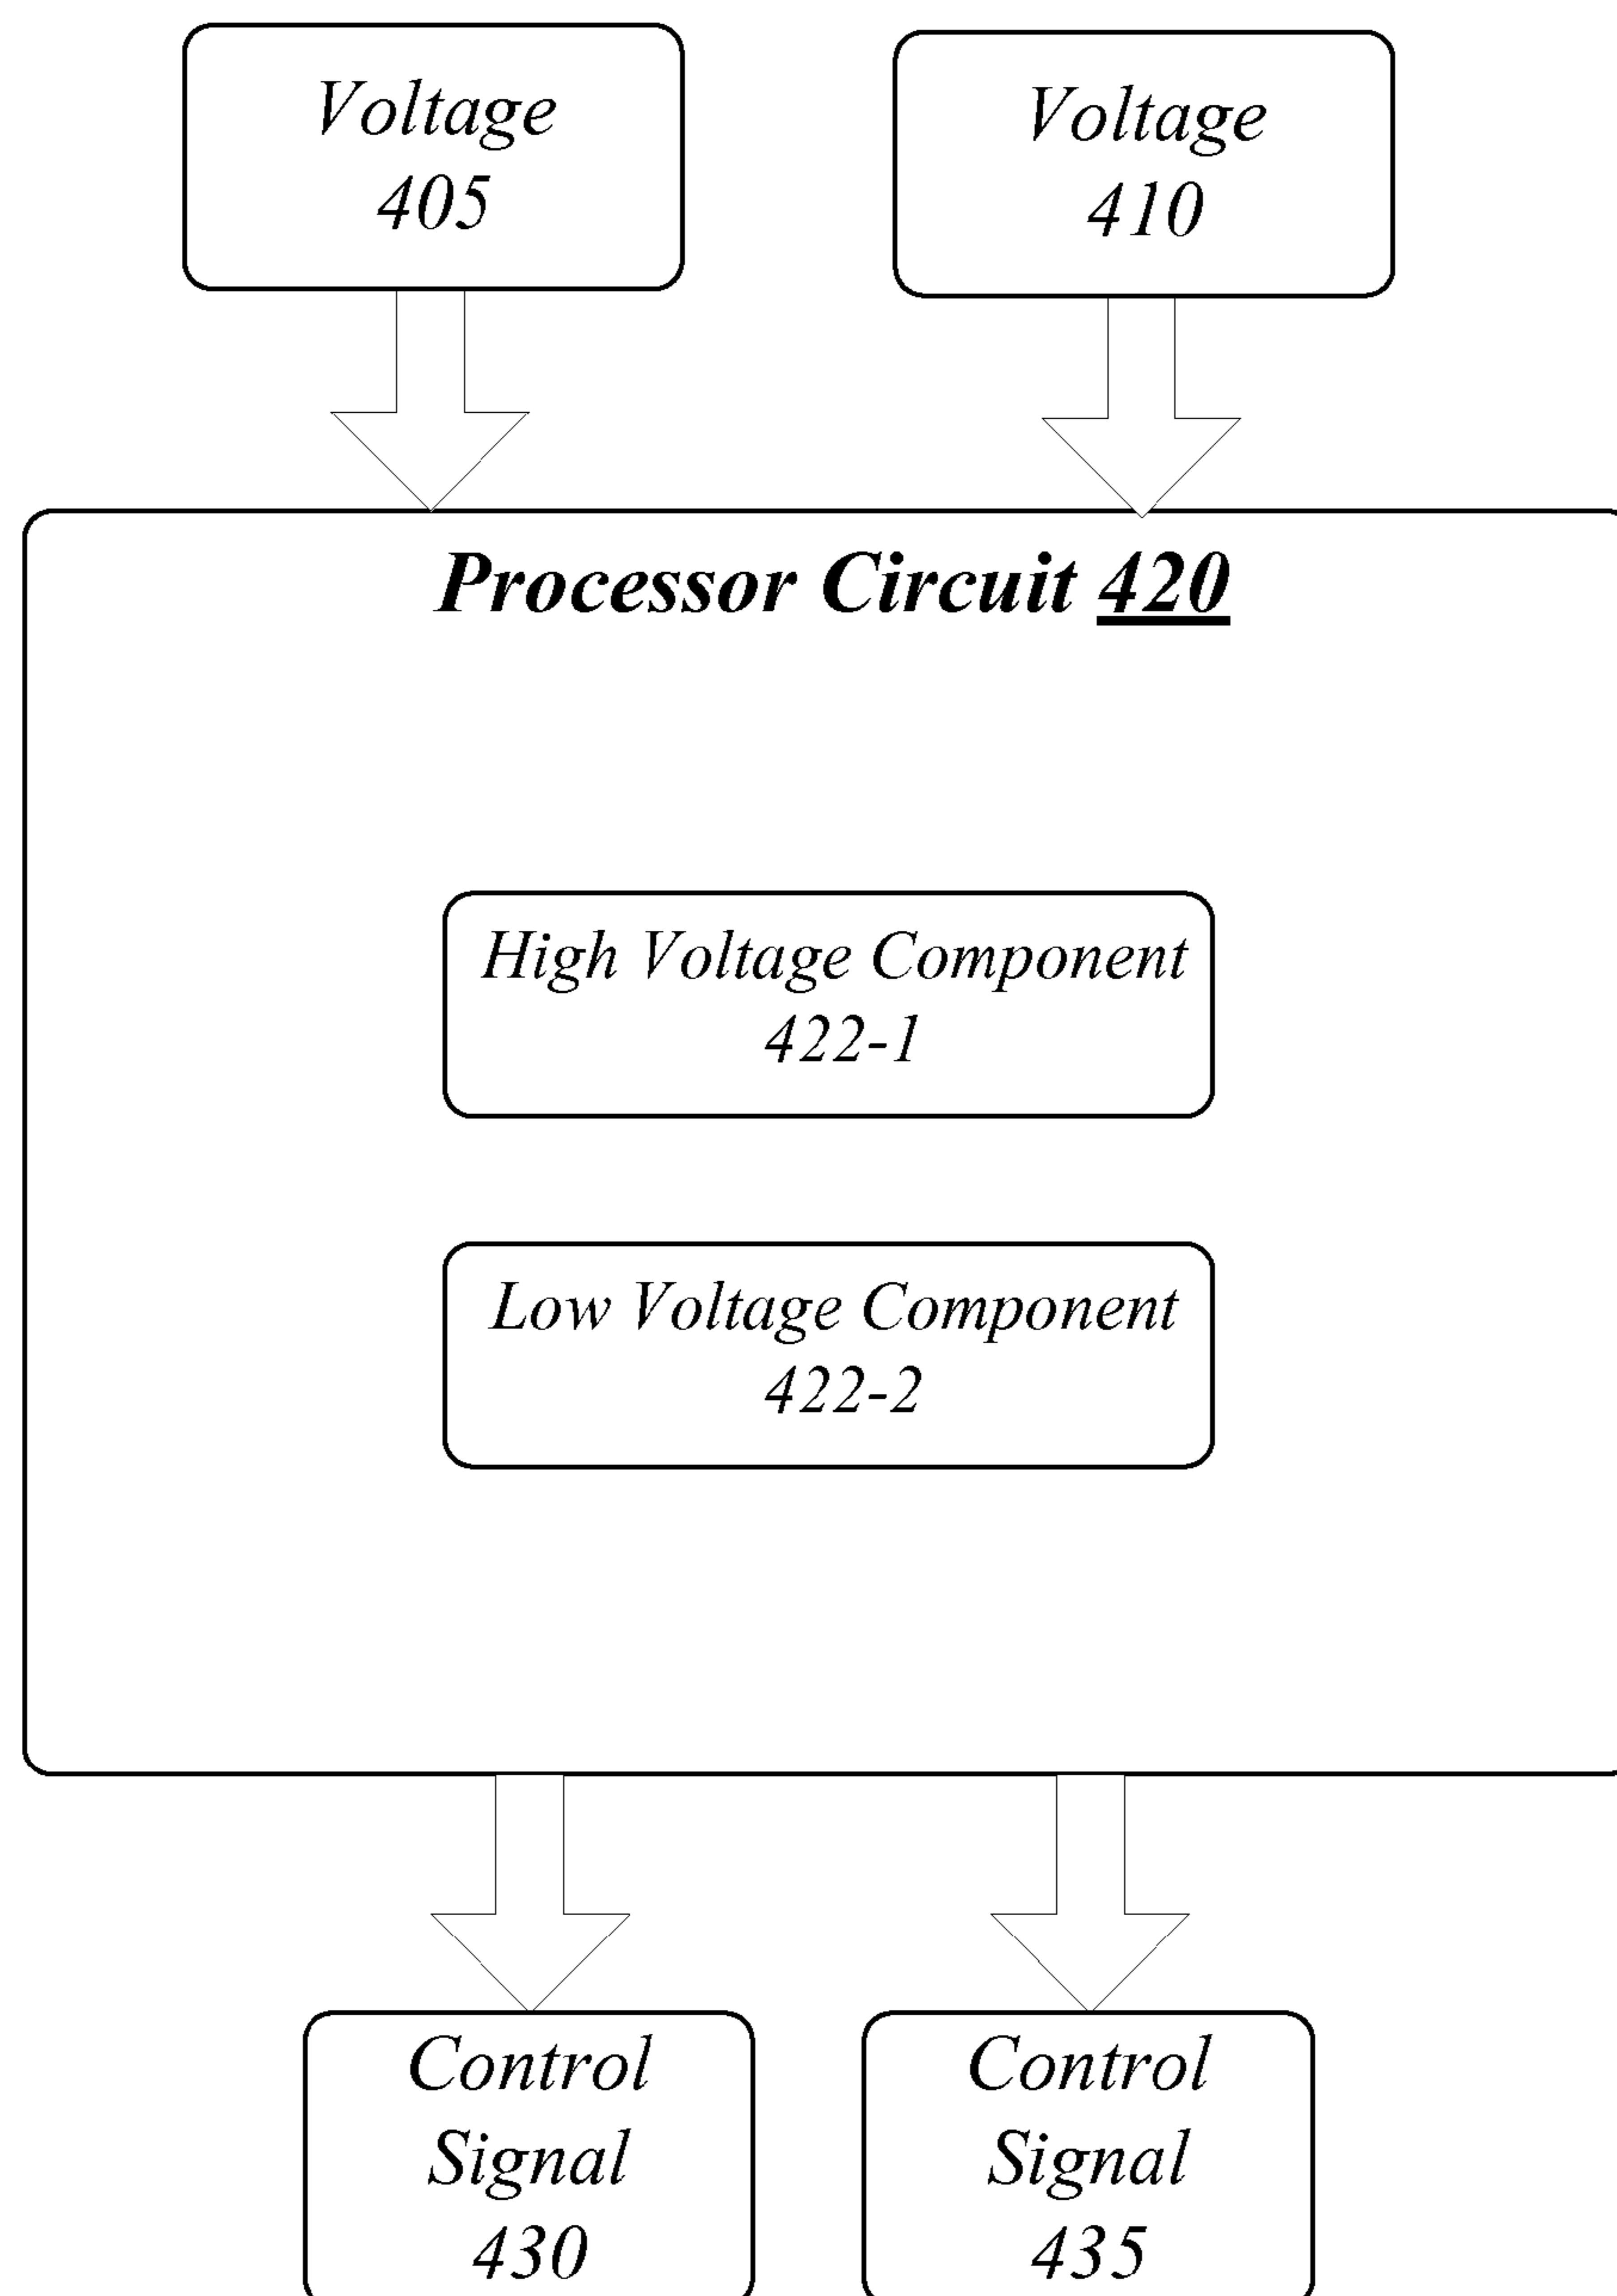 Voltage
405
Voltage
410
Processor Circuit 420
High Voltage Component
422-1
Low Voltage Component
422-2
Control
Signal
430
Control
Signal
435